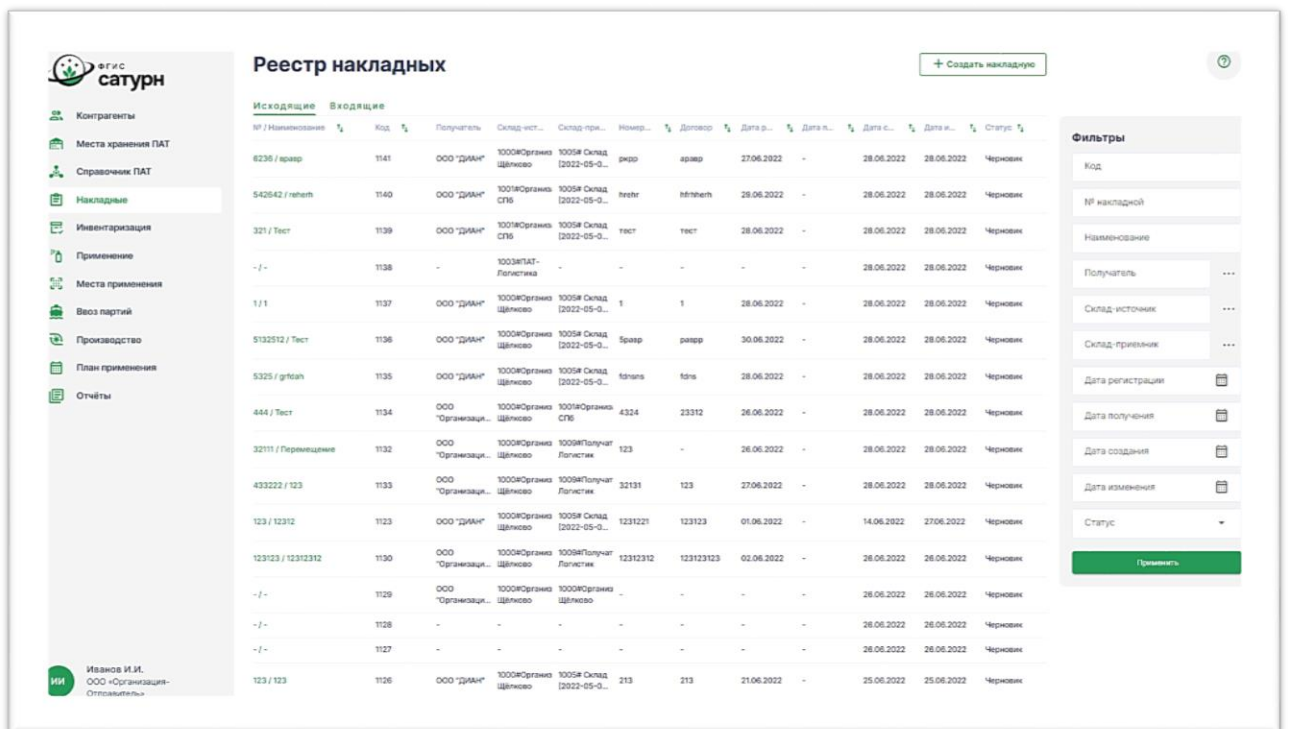 ФГИС
сатурн
Контрагенты
Места хранения ПАТ
Справочник ПАТ
Накладные
Инвентаризация
Применение
Места применения
Ввоз партий
Производство
План применения
Отчёты
ИИ
Иванов И.И.
ООО «Организация-
Отправитель»
Реестр накладных
+ Создать накладную
Исходящие Входящие
№ / Наименование Код Получатель Склад-ист... Склад-при... Номер... Договор Дата р... Дата п... Дата с... Дата и... Статус
6236 / вравр 1141 ООО "ДИАН" 1000#Организ 1005# Склад ркрр аравр 27.06.2022 - 28.06.2022 28.06.2022 Черновик
Щёлково [2022-05-0...
542642 / reherh 1140 ООО "ДИАН" 1001#Организ 1005# Склад hrehr hfrhherh 28.06.2022 - 28.06.2022 28.06.2022 Черновик
СПб [2022-05-0...
321 / Тест 1139 ООО "ДИАН" 1001#Организ 1005# Склад тест тест 28.06.2022 - 28.06.2022 28.06.2022 Черновик
СПб [2022-05-0...
- / - 1138 - 1003#ПАТ- - - - - - 28.06.2022 28.06.2022 Черновик
Логистика
1 / 1 1137 ООО "ДИАН" 1000#Организ 1005# Склад 1 1 28.06.2022 - 28.06.2022 28.06.2022 Черновик
Щёлково [2022-05-0...
5132512 / Тест 1136 ООО "ДИАН" 1000#Организ 1005# Склад 5равр раврр 30.06.2022 - 28.06.2022 28.06.2022 Черновик
Щёлково [2022-05-0...
5325 / grfdah 1135 ООО "ДИАН" 1000#Организ 1005# Склад fdnsns fdns 28.06.2022 - 28.06.2022 28.06.2022 Черновик
Щёлково [2022-05-0...
444 / Тест 1134 ООО 1000#Организ 1001#Организ 4324 23312 26.06.2022 - 28.06.2022 28.06.2022 Черновик
"Организаци... Щёлково СПб
32111 / Перемещение 1132 ООО 1000#Организ 1009#Получат 123 - 26.06.2022 - 28.06.2022 28.06.2022 Черновик
"Организаци... Щёлково Логистик
433222 / 123 1133 ООО 1000#Организ 1009#Получат 32131 123 27.06.2022 - 28.06.2022 28.06.2022 Черновик
"Организаци... Щёлково Логистик
123 / 12312 1123 ООО "ДИАН" 1000#Организ 1005# Склад 1231221 123123 01.06.2022 - 14.06.2022 27.06.2022 Черновик
Щёлково [2022-05-0...
123123 / 12312312 1130 ООО 1000#Организ 1009#Получат 12312312 123123123 02.06.2022 - 26.06.2022 26.06.2022 Черновик
"Организаци... Щёлково Логистик
- / - 1129 ООО 1000#Организ 1000#Организ - - - - 26.06.2022 26.06.2022 Черновик
"Организаци... Щёлково Щёлково
- / - 1128 - - - - - - - 26.06.2022 26.06.2022 Черновик
- / - 1127 - - - - - - - 26.06.2022 26.06.2022 Черновик
123 / 123 1126 ООО "ДИАН" 1000#Организ 1005# Склад 213 213 21.06.2022 - 25.06.2022 25.06.2022 Черновик
Щёлково [2022-05-0...
Фильтры
Код
№ накладной
Наименование
Получатель ...
Склад-источник ...
Склад-приемник ...
Дата регистрации
Дата получения
Дата создания
Дата изменения
Статус
Применить